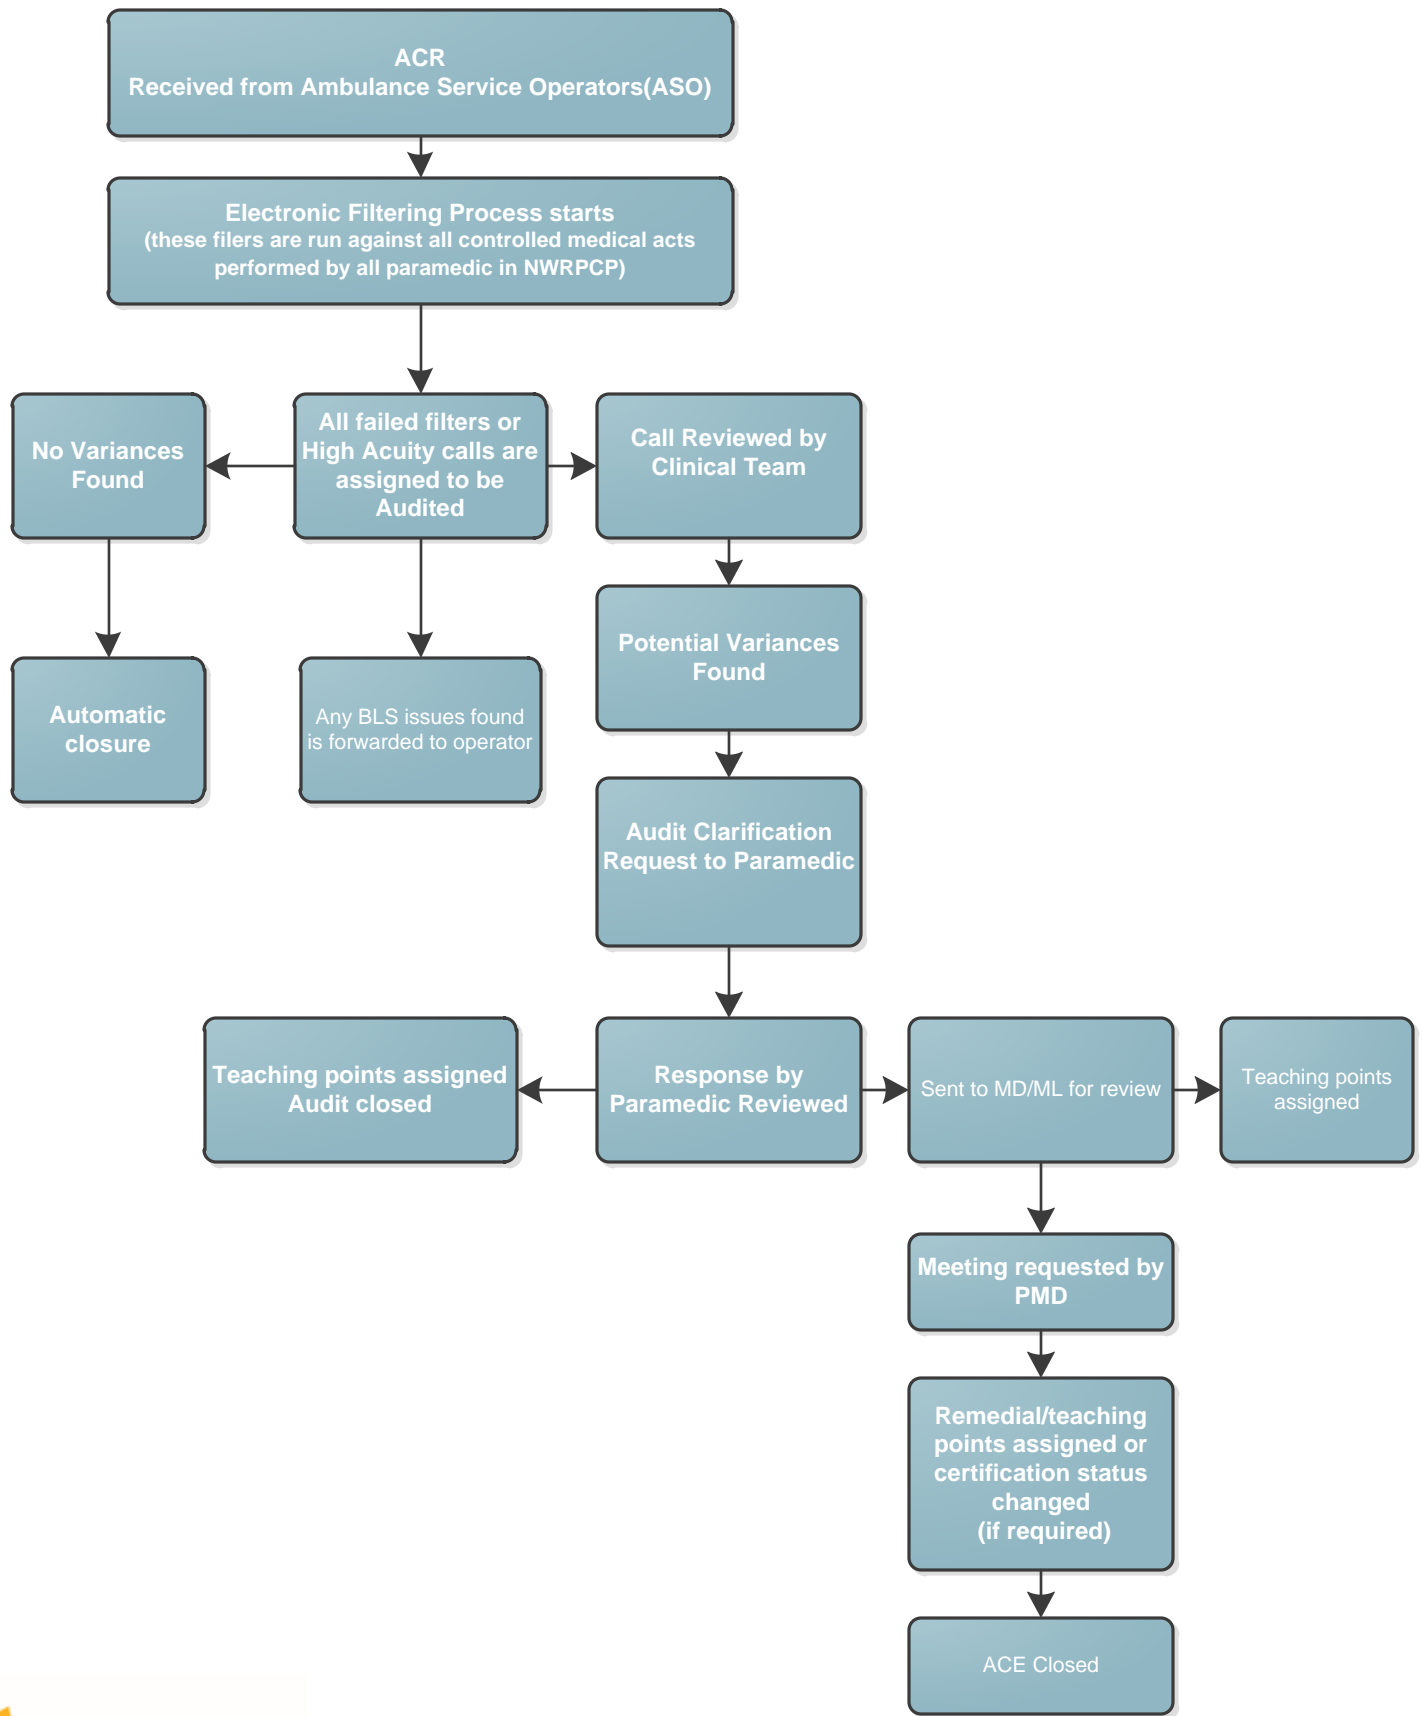 ACR
Received from Ambulance Service Operators(ASO)
Electronic Filtering Process starts
(these filers are run against all controlled medical acts
performed by all paramedic in NWRPCP)
No Variances
Found
All failed filters or
High Acuity calls are
assigned to be
Audited
Call Reviewed by
Clinical Team
Potential Variances
Found
Automatic
closure
Any BLS issues found
is forwarded to operator
Audit Clarification
Request to Paramedic
Teaching points assigned
Audit closed
Response by
Paramedic Reviewed
Sent to MD/ML for review
Teaching points
assigned
Meeting requested by
PMD
Remedial/teaching
points assigned or
certification status
changed
(if required)
ACE Closed